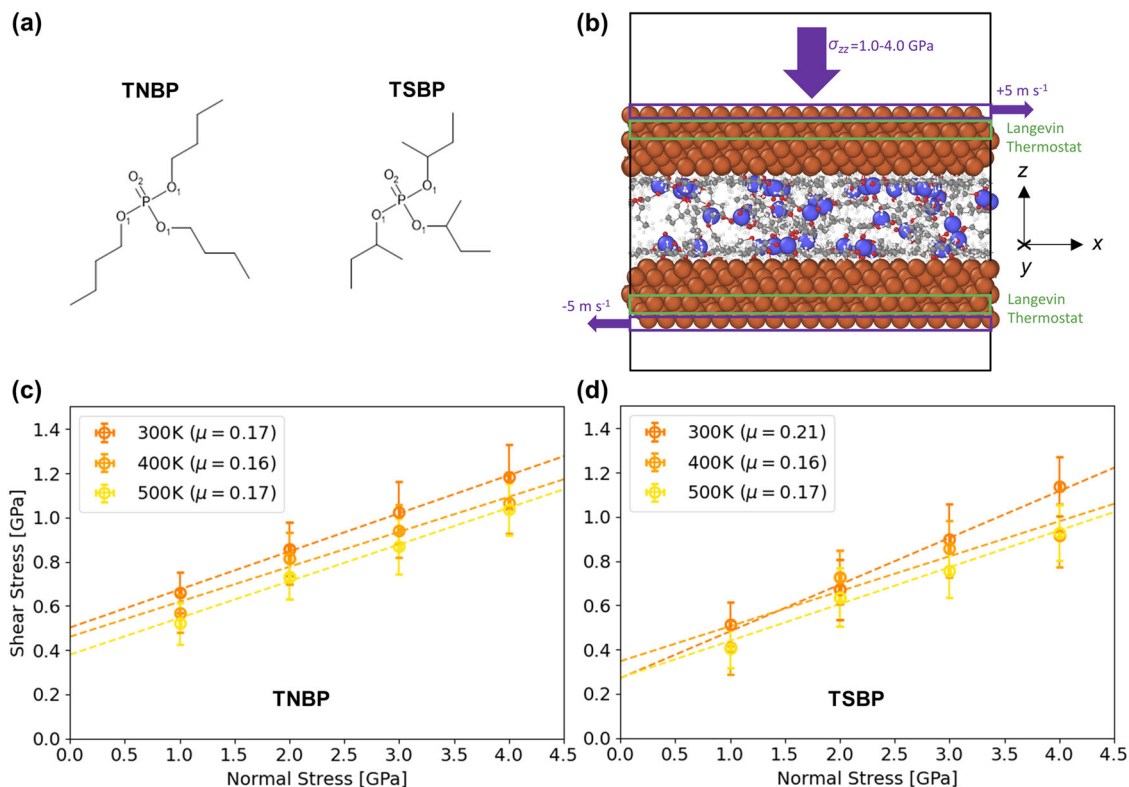 (a)
TNBP
TSBP
O2
P
O1
O1
O1
O2
P
O1
O1
O1
(b)
σzz=1.0-4.0 GPa
+5 m s-1
Langevin
Thermostat
z
x
y
-5 m s-1
Langevin
Thermostat
(c)
300K (μ = 0.17)
400K (μ = 0.16)
500K (μ = 0.17)
Shear Stress [GPa]
1.4
1.2
1.0
0.8
0.6
0.4
0.2
0.0
TNBP
0.0 0.5 1.0 1.5 2.0 2.5 3.0 3.5 4.0 4.5
Normal Stress [GPa]
(d)
300K (μ = 0.21)
400K (μ = 0.16)
500K (μ = 0.17)
1.4
1.2
1.0
0.8
0.6
0.4
0.2
0.0
TSBP
0.0 0.5 1.0 1.5 2.0 2.5 3.0 3.5 4.0 4.5
Normal Stress [GPa]